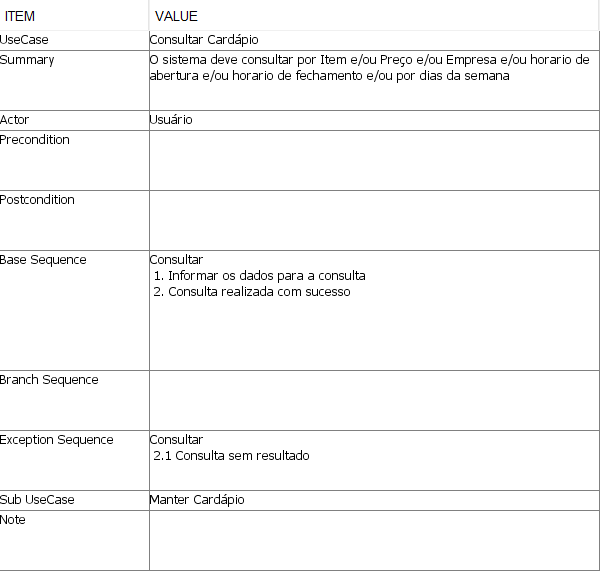 ITEM VALUE
UseCase Consultar Cardápio
Summary O sistema deve consultar por Item e/ou Preço e/ou Empresa e/ou horario de
abertura e/ou horario de fechamento e/ou por dias da semana
Actor Usuário
Precondition
Postcondition
Base Sequence Consultar
1. Informar os dados para a consulta
2. Consulta realizada com sucesso
Branch Sequence
Exception Sequence Consultar
2.1 Consulta sem resultado
Sub UseCase Manter Cardápio
Note